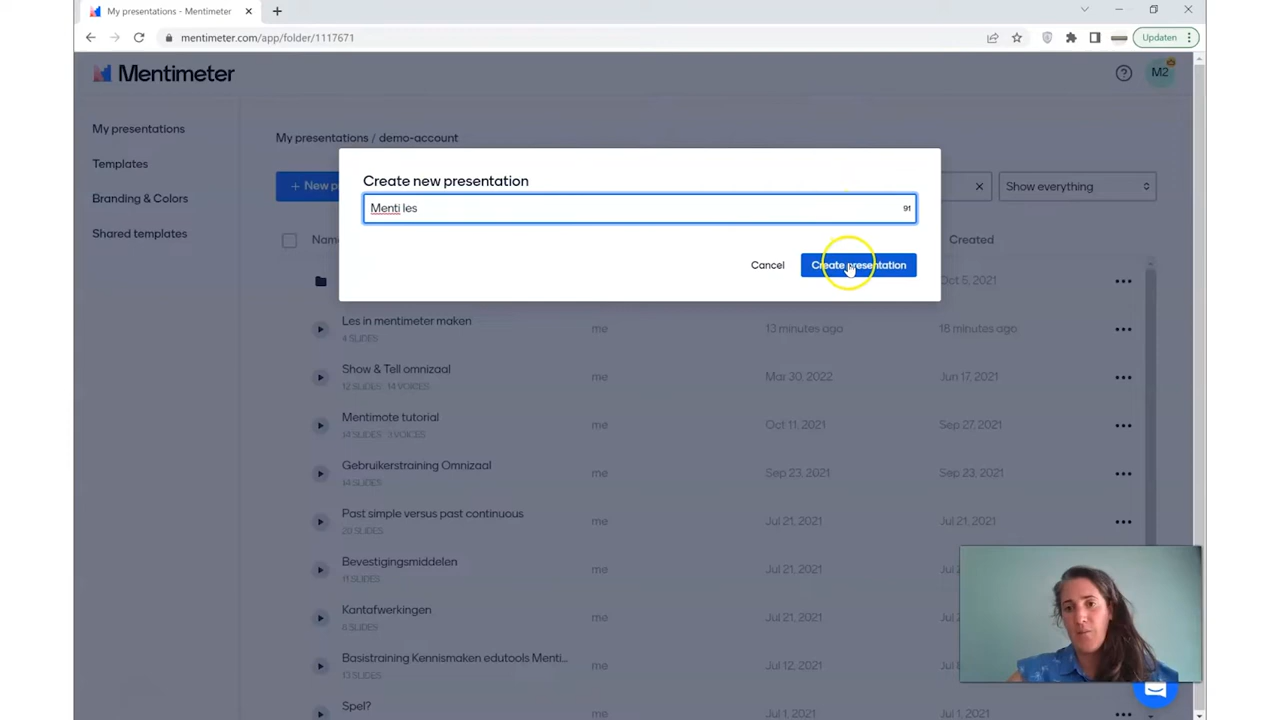 My presentations - Mentimeter
mentimeter.com/app/folder/1117671
Updaten
Mentimeter
M2
My presentations
Templates
Branding & Colors
Shared templates
My presentations / demo-account
+ New
Show everything
Create new presentation
Menti les
91
Cancel
Create presentation
Created
Oct 5, 2021
Les in mentimeter maken
4 SLIDES
me
13 minutes ago
18 minutes ago
Show & Tell omnizaal
12 SLIDES 14 VOICES
me
Mar 30, 2022
Jun 17, 2021
Mentimote tutorial
14 SLIDES 3 VOICES
me
Oct 11, 2021
Sep 27, 2021
Gebruikerstraining Omnizaal
14 SLIDES
me
Sep 23, 2021
Sep 23, 2021
Past simple versus past continuous
20 SLIDES
me
Jul 21, 2021
Jul 21, 2021
Bevestigingsmiddelen
11 SLIDES
me
Jul 21, 2021
Jul
Kantafwerkingen
6 SLIDES
me
Jul 21, 2021
Jul
Basistraining Kennismaken edutools Menti...
13 SLIDES
me
Jul 12, 2021
Jul 8
Spel?
me
Jul 1, 2021
Jul